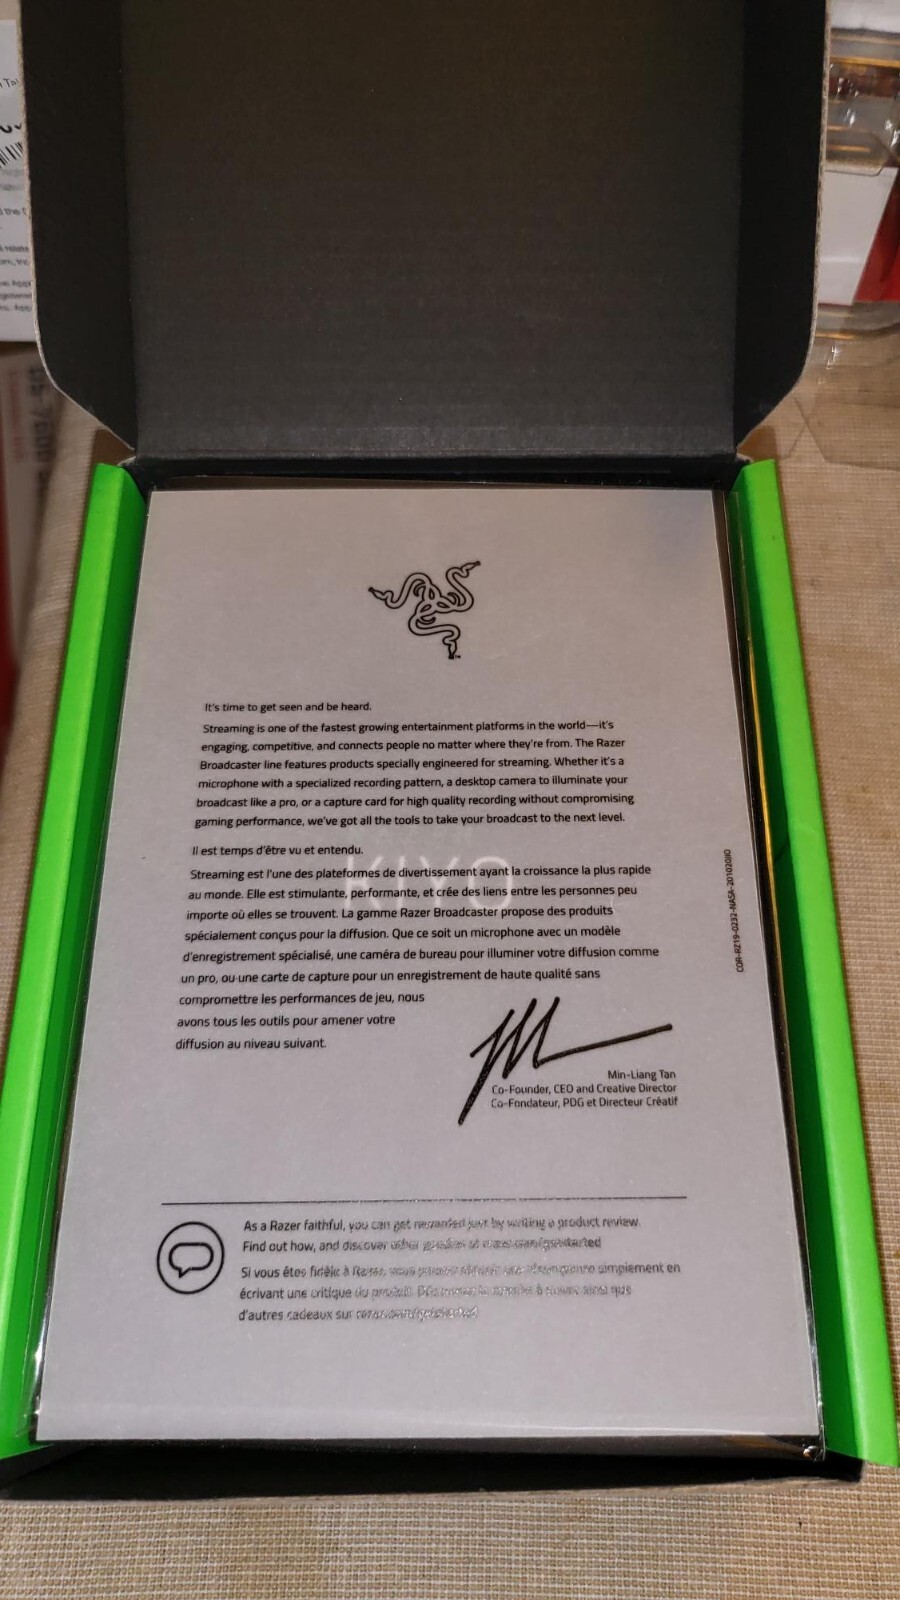 It's time to get seen and be heard.
Streaming is one of the fastest growing entertainment platforms in the world—it's
engaging, competitive, and connects people no matter where they're from. The Razer
Broadcaster line features products specially engineered for streaming. Whether it's a
microphone with a specialized recording pattern, a desktop camera to illuminate your
broadcast like a pro, or a capture card for high quality recording without compromising
gaming performance, we've got all the tools to take your broadcast to the next level.
Il est temps d'être vu et entendu.
KIYO
Streaming est l'une des plateformes de divertissement ayant la croissance la plus rapide
au monde. Elle est stimulante, performante, et crée des liens entre les personnes peu
importe où elles se trouvent. La gamme Razer Broadcaster propose des produits
spécialement conçus pour la diffusion. Que ce soit un microphone avec un modèle
d'enregistrement spécialisé, une caméra de bureau pour illuminer votre diffusion comme
un pro, ou une carte de capture pour un enregistrement de haute qualité sans
compromettre les performances de jeu, nous
avons tous les outils pour amener votre
diffusion au niveau suivant.
Min-Liang Tan
Co-Founder, CEO and Creative Director
Co-Fondateur, PDG et Directeur Créatif
As a Razer faithful, you can get rewarded just by writing a product review.
Find out how, and discover other
Si vous êtes fidèle à Razer, simplement en
écrivant une critique du produit. ainsi que
d'autres cadeaux sur